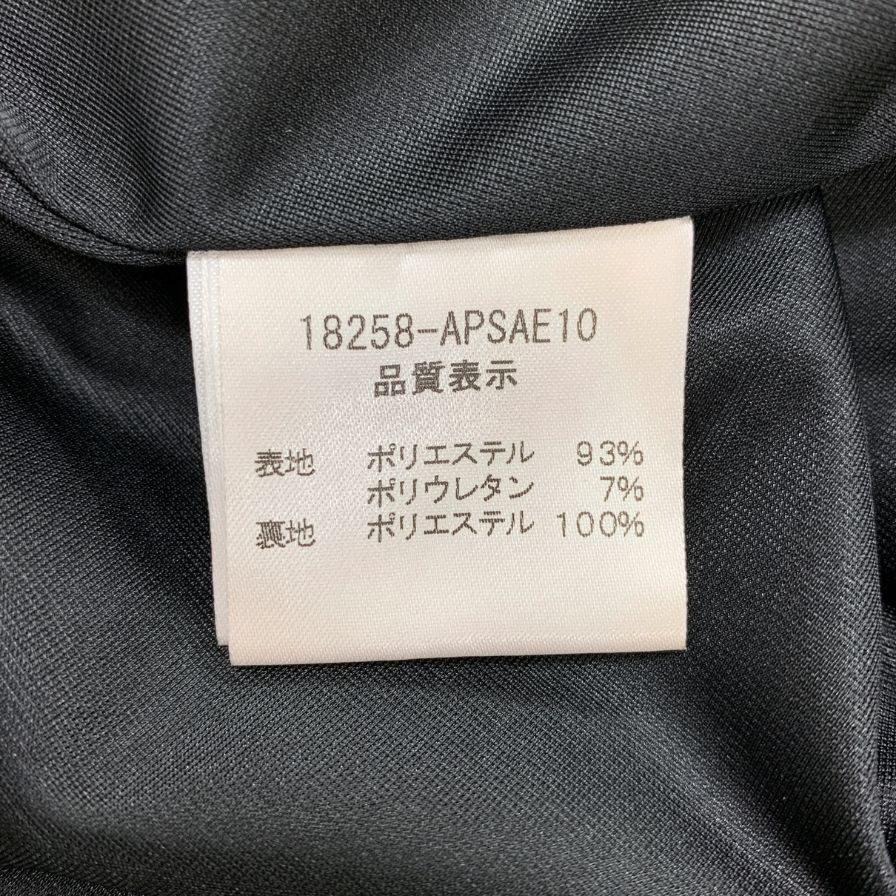 18258-APSAE10
品質表示
表地 ポリエステル 93%
ポリウレタン 7%
裏地 ポリエステル 100%